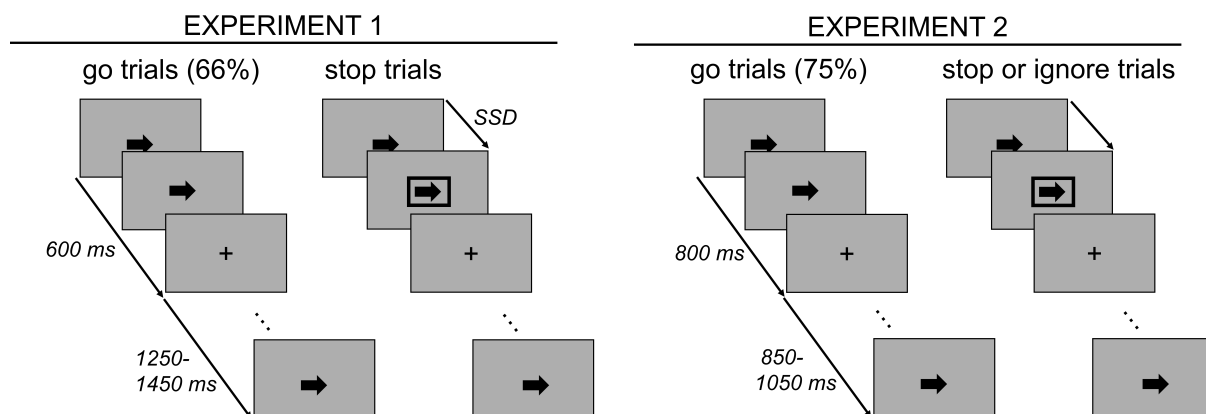 EXPERIMENT 1
go trials (66%)
stop trials
SSD
+
+
600 ms
1250-
1450 ms
EXPERIMENT 2
go trials (75%)
stop or ignore trials
+
+
800 ms
850-
1050 ms